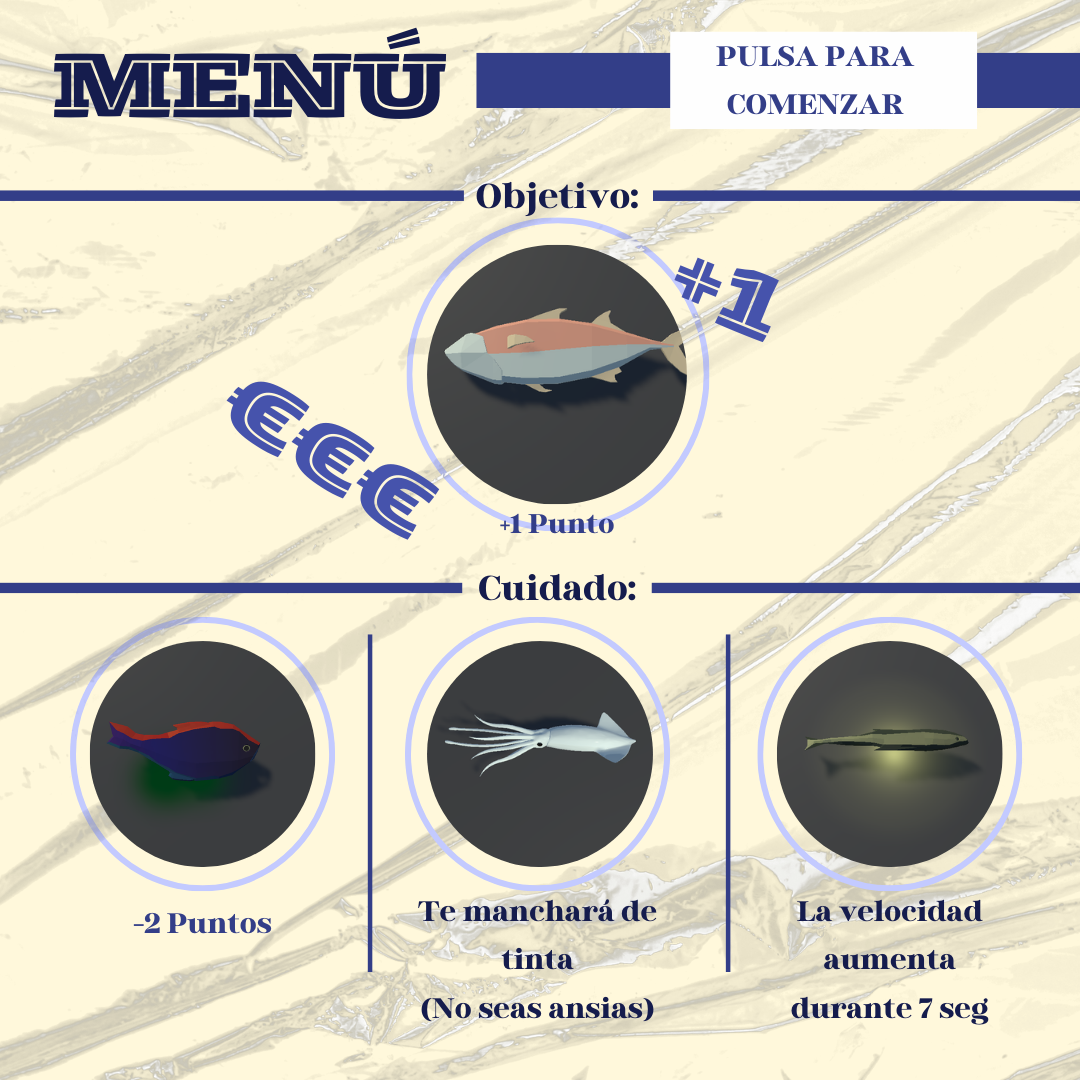 MENÚ
PULSA PARA
COMENZAR
Objetivo:
+1
€€€
+1 Punto
Cuidado:
-2 Puntos
Te manchará de
tinta
(No seas ansias)
La velocidad
aumenta
durante 7 seg